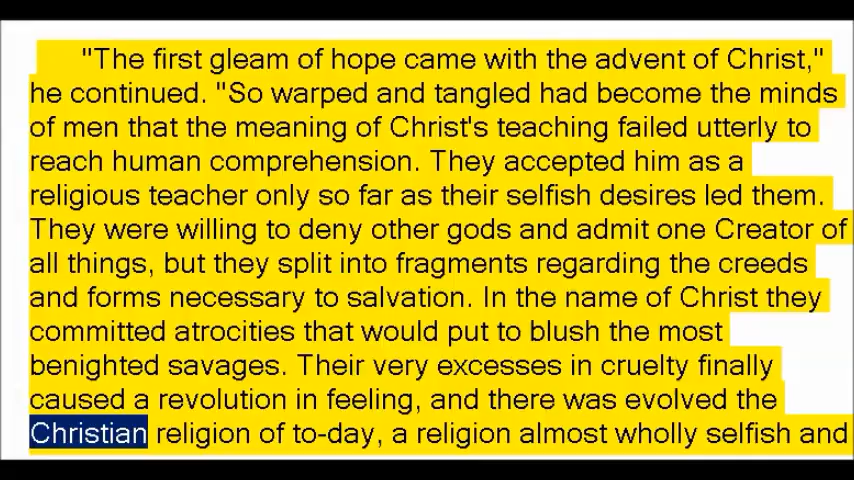 "The first gleam of hope came with the advent of Christ,"
he continued. "So warped and tangled had become the minds
of men that the meaning of Christ's teaching failed utterly to
reach human comprehension. They accepted him as a
religious teacher only so far as their selfish desires led them.
They were willing to deny other gods and admit one Creator of
all things, but they split into fragments regarding the creeds
and forms necessary to salvation. In the name of Christ they
committed atrocities that would put to blush the most
benighted savages. Their very excesses in cruelty finally
caused a revolution in feeling, and there was evolved the
Christian religion of to-day, a religion almost wholly selfish and